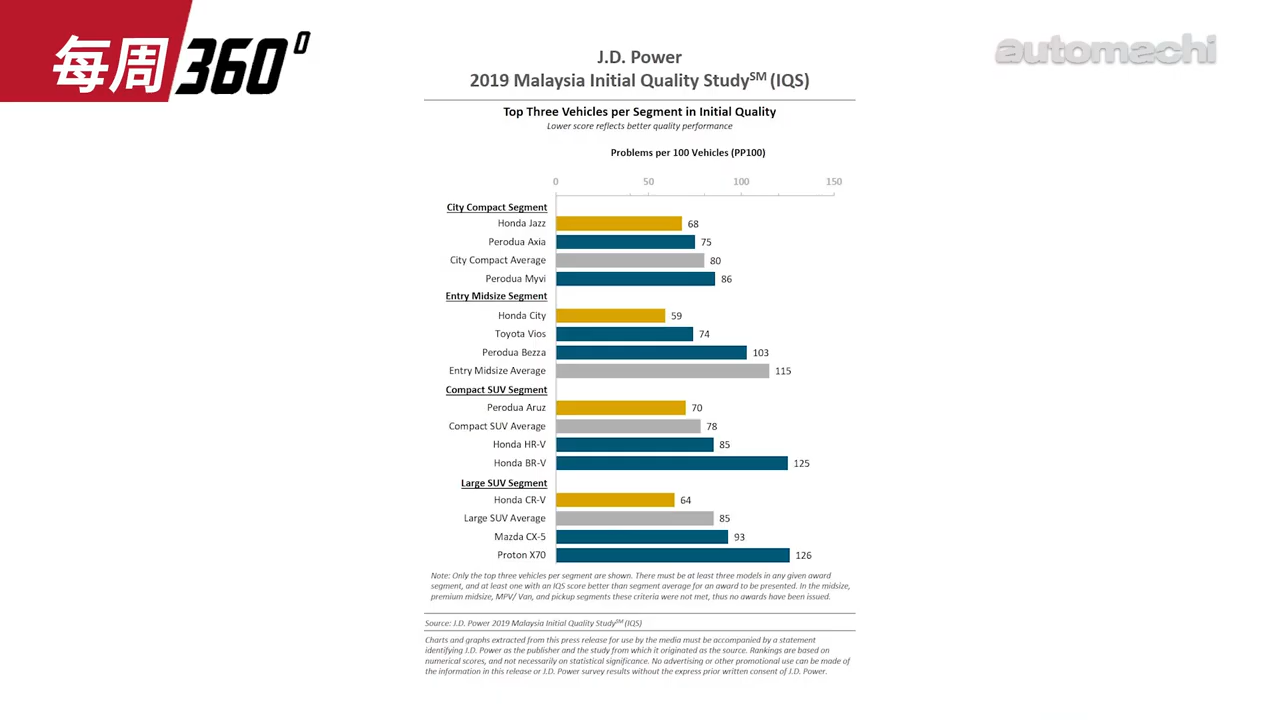 每周360°
automachi
J.D. Power
2019 Malaysia Initial Quality StudySM (IQS)
Top Three Vehicles per Segment in Initial Quality
Lower score reflects better quality performance
Problems per 100 Vehicles (PP100)
0 50 100 150
City Compact Segment
Honda Jazz 68
Perodua Axia 75
City Compact Average 80
Perodua Myvi 86
Entry Midsize Segment
Honda City 59
Toyota Vios 74
Perodua Bezza 103
Entry Midsize Average 115
Compact SUV Segment
Perodua Aruz 70
Compact SUV Average 78
Honda HR-V 85
Honda BR-V 125
Large SUV Segment
Honda CR-V 64
Large SUV Average 85
Mazda CX-5 93
Proton X70 126
Note: Only the top three vehicles per segment are shown. There must be at least three models in any given award
segment, and at least one with an IQS score better than segment average for an award to be presented. In the midsize,
premium midsize, MPV/ Van, and pickup segments these criteria were not met, thus no awards have been issued.
Source: J.D. Power 2019 Malaysia Initial Quality StudySM (IQS)
Charts and graphs extracted from this press release for use by the media must be accompanied by a statement
identifying J.D. Power as the publisher and the study from which it originated as the source. Rankings are based on
numerical scores, and not necessarily on statistical significance. No advertising or other promotional use can be made of
the information in this release or J.D. Power survey results without the express prior written consent of J.D. Power.